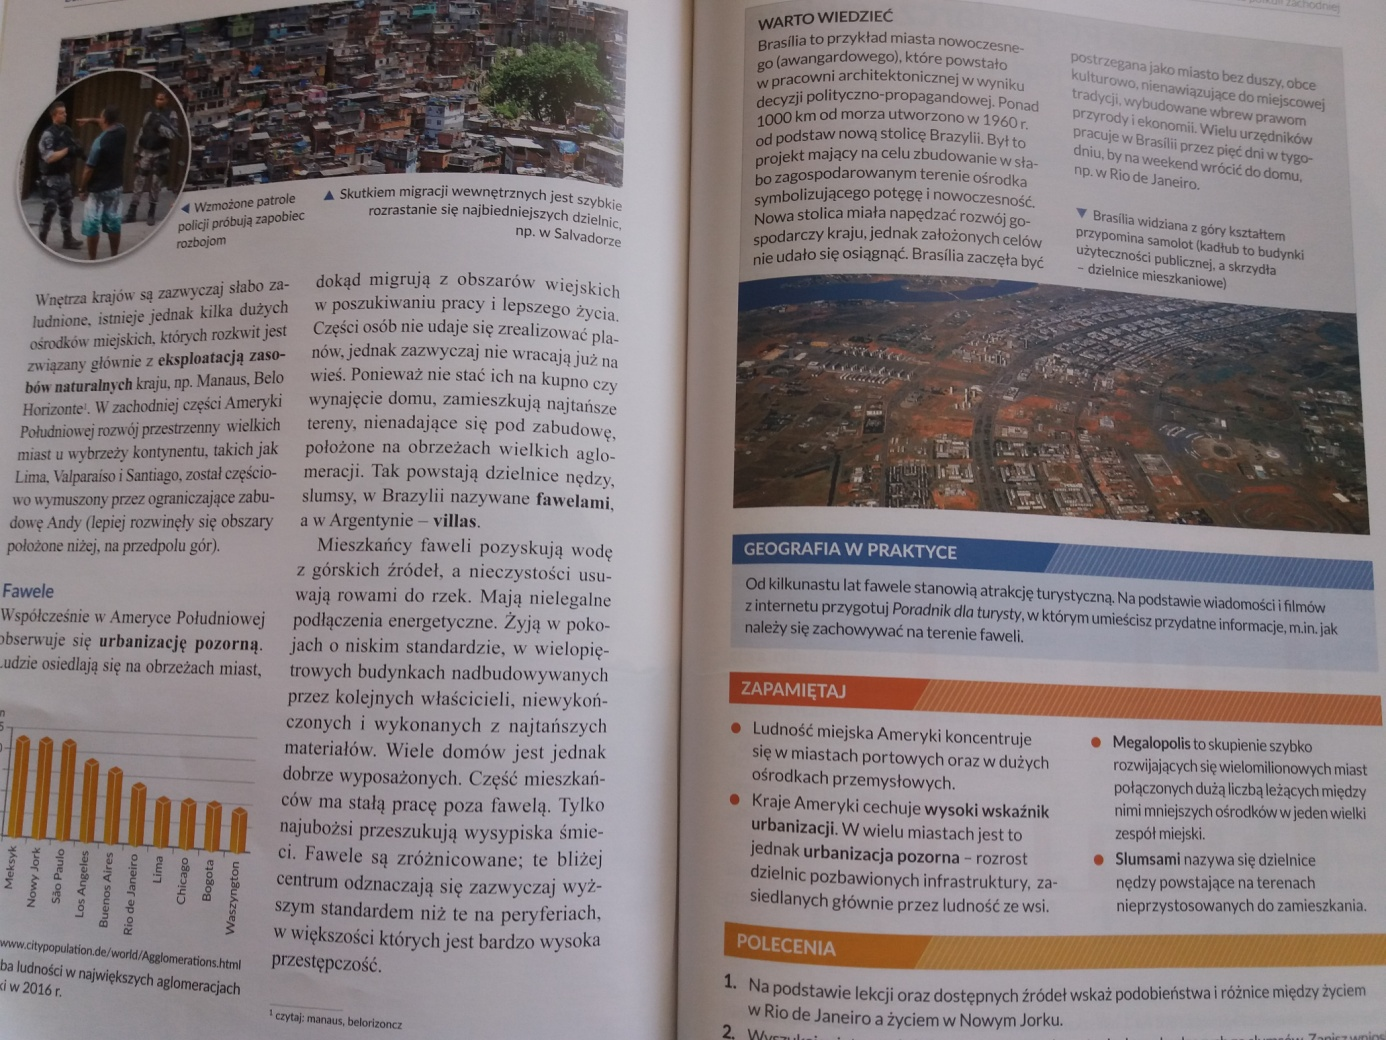 ◀ Wzmożone patrole
policji próbują zapobiec
rozbojom
▲ Skutkiem migracji wewnętrznych jest szybkie
rozrastanie się najbiedniejszych dzielnic,
np. w Salvadorze
Wnętrza krajów są zazwyczaj słabo za-
ludnione, istnieje jednak kilka dużych
ośrodków miejskich, których rozkwit jest
związany głównie z eksploatacją zaso-
bów naturalnych kraju, np. Manaus, Belo
Horizonte¹. W zachodniej części Ameryki
Południowej rozwój przestrzenny wielkich
miast u wybrzeży kontynentu, takich jak
Lima, Valparaíso i Santiago, został częścio-
wo wymuszony przez ograniczające zabu-
dowę Andy (lepiej rozwinęły się obszary
położone niżej, na przedpolu gór).
Fawele
Współcześnie w Ameryce Południowej
obserwuje się urbanizację pozorną.
Ludzie osiedlają się na obrzeżach miast,
Meksyk
Nowy Jork
São Paulo
Los Angeles
Buenos Aires
Rio de Janeiro
Lima
Chicago
Bogota
Waszyngton
www.citypopulation.de/world/Agglomerations.html
ba ludności w największych aglomeracjach
ki w 2016 r.
dokąd migrują z obszarów wiejskich
w poszukiwaniu pracy i lepszego życia.
Części osób nie udaje się zrealizować pla-
nów, jednak zazwyczaj nie wracają już na
wieś. Ponieważ nie stać ich na kupno czy
wynajęcie domu, zamieszkują najtańsze
tereny, nienadające się pod zabudowę,
położone na obrzeżach wielkich aglo-
meracji. Tak powstają dzielnice nędzy,
slumsy, w Brazylii nazywane fawelami,
a w Argentynie – villas.
Mieszkańcy faweli pozyskują wodę
z górskich źródeł, a nieczystości usu-
wają rowami do rzek. Mają nielegalne
podłączenia energetyczne. Żyją w poko-
jach o niskim standardzie, w wielopię-
trowych budynkach nadbudowywanych
przez kolejnych właścicieli, niewykoń-
czonych i wykonanych z najtańszych
materiałów. Wiele domów jest jednak
dobrze wyposażonych. Część mieszkań-
ców ma stałą pracę poza fawelą. Tylko
najubożsi przeszukują wysypiska śmie-
ci. Fawele są zróżnicowane; te bliżej
centrum odznaczają się zazwyczaj wyż-
szym standardem niż te na peryferiach,
w większości których jest bardzo wysoka
przestępczość.
¹ czytaj: manaus, belorizoncz
zachodniej
WARTO WIEDZIEĆ
Brasília to przykład miasta nowoczesne-
go (awangardowego), które powstało
w pracowni architektonicznej w wyniku
decyzji polityczno-propagandowej. Ponad
1000 km od morza utworzono w 1960 r.
od podstaw nową stolicę Brazylii. Był to
projekt mający na celu zbudowanie w sła-
bo zagospodarowanym terenie ośrodka
symbolizującego potęgę i nowoczesność.
Nowa stolica miała napędzać rozwój go-
spodarczy kraju, jednak założonych celów
nie udało się osiągnąć. Brasília zaczęła być
postrzegana jako miasto bez duszy, obce
kulturowo, nienawiązujące do miejscowej
tradycji, wybudowane wbrew prawom
przyrody i ekonomii. Wielu urzędników
pracuje w Brasílii przez pięć dni w tygo-
dniu, by na weekend wrócić do domu,
np. w Rio de Janeiro.
▼ Brasília widziana z góry kształtem
przypomina samolot (kadłub to budynki
użyteczności publicznej, a skrzydła
– dzielnice mieszkaniowe)
GEOGRAFIA W PRAKTYCE
Od kilkunastu lat fawele stanowią atrakcję turystyczną. Na podstawie wiadomości i filmów
z internetu przygotuj Poradnik dla turysty, w którym umieścisz przydatne informacje, m.in. jak
należy się zachowywać na terenie faweli.
ZAPAMIĘTAJ
● Ludność miejska Ameryki koncentruje
się w miastach portowych oraz w dużych
ośrodkach przemysłowych.
● Kraje Ameryki cechuje wysoki wskaźnik
urbanizacji. W wielu miastach jest to
jednak urbanizacja pozorna – rozrost
dzielnic pozbawionych infrastruktury, za-
siedlanych głównie przez ludność ze wsi.
● Megalopolis to skupienie szybko
rozwijających się wielomilionowych miast
połączonych dużą liczbą leżących między
nimi mniejszych ośrodków w jeden wielki
zespół miejski.
● Slumsami nazywa się dzielnice
nędzy powstające na terenach
nieprzystosowanych do zamieszkania.
POLECENIA
1. Na podstawie lekcji oraz dostępnych źródeł wskaż podobieństwa i różnice między życiem
w Rio de Janeiro a życiem w Nowym Jorku.
2.